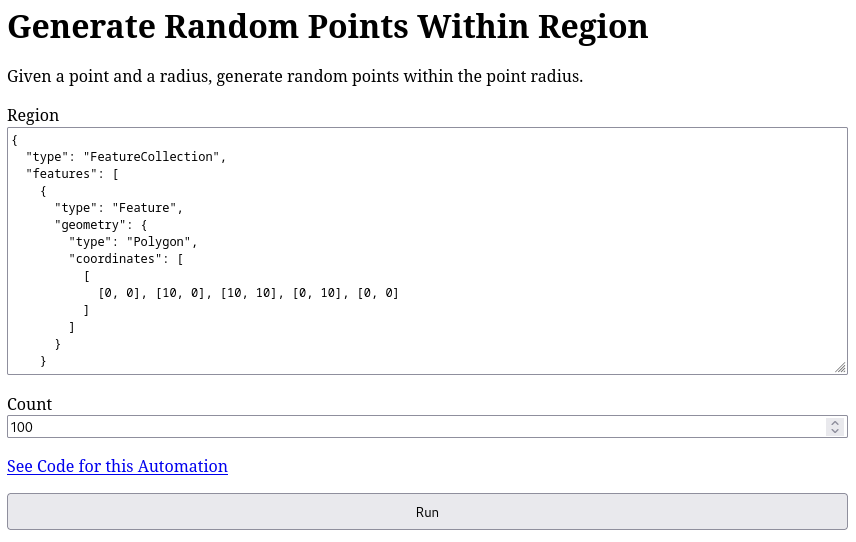 Generate Random Points Within Region
Given a point and a radius, generate random points within the point radius.
Region
{
  "type": "FeatureCollection",
  "features": [
    {
      "type": "Feature",
      "geometry": {
        "type": "Polygon",
        "coordinates": [
          [
            [0, 0], [10, 0], [10, 10], [0, 10], [0, 0]
          ]
        ]
      }
    }
Count
100
See Code for this Automation
Run